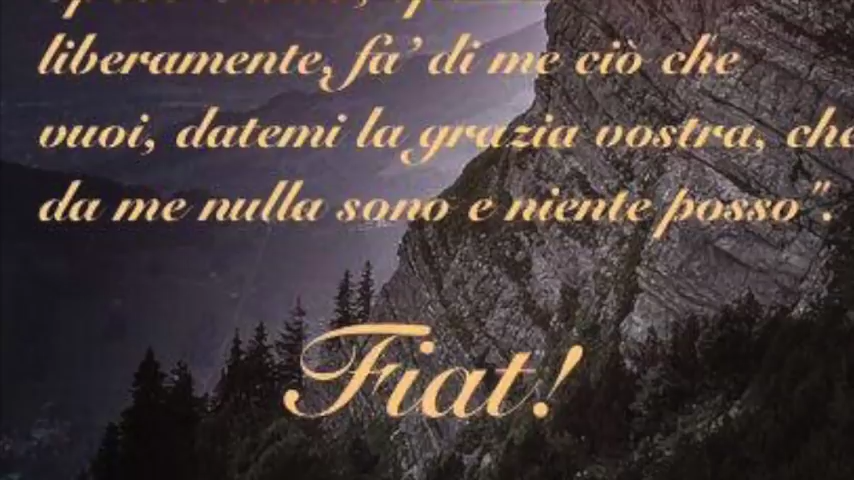 liberamente, fa' di me ciò che
vuoi, datemi la grazia vostra, che
da me nulla sono e niente posso".
Fiat!